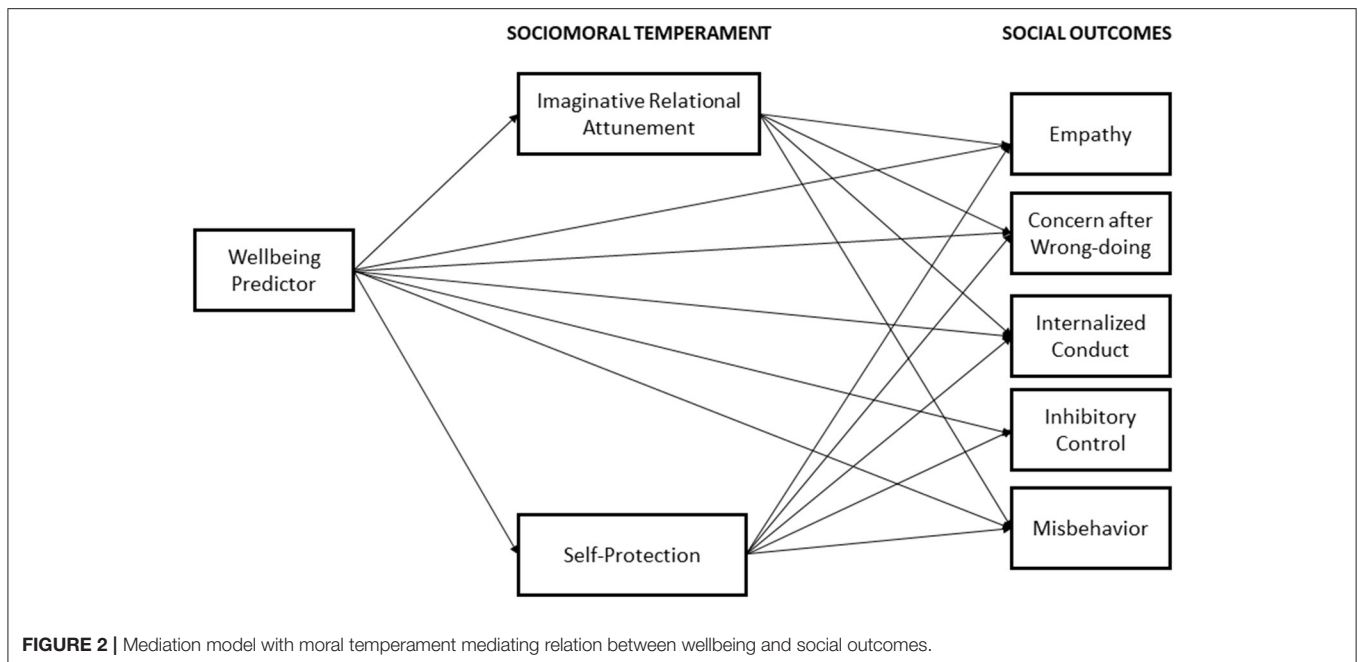 SOCIOMORAL TEMPERAMENT
SOCIAL OUTCOMES
Imaginative Relational
Attunement
Empathy
Concern after
Wrong-doing
Wellbeing
Predictor
Internalized
Conduct
Inhibitory
Control
Self-Protection
Misbehavior
FIGURE 2 | Mediation model with moral temperament mediating relation between wellbeing and social outcomes.